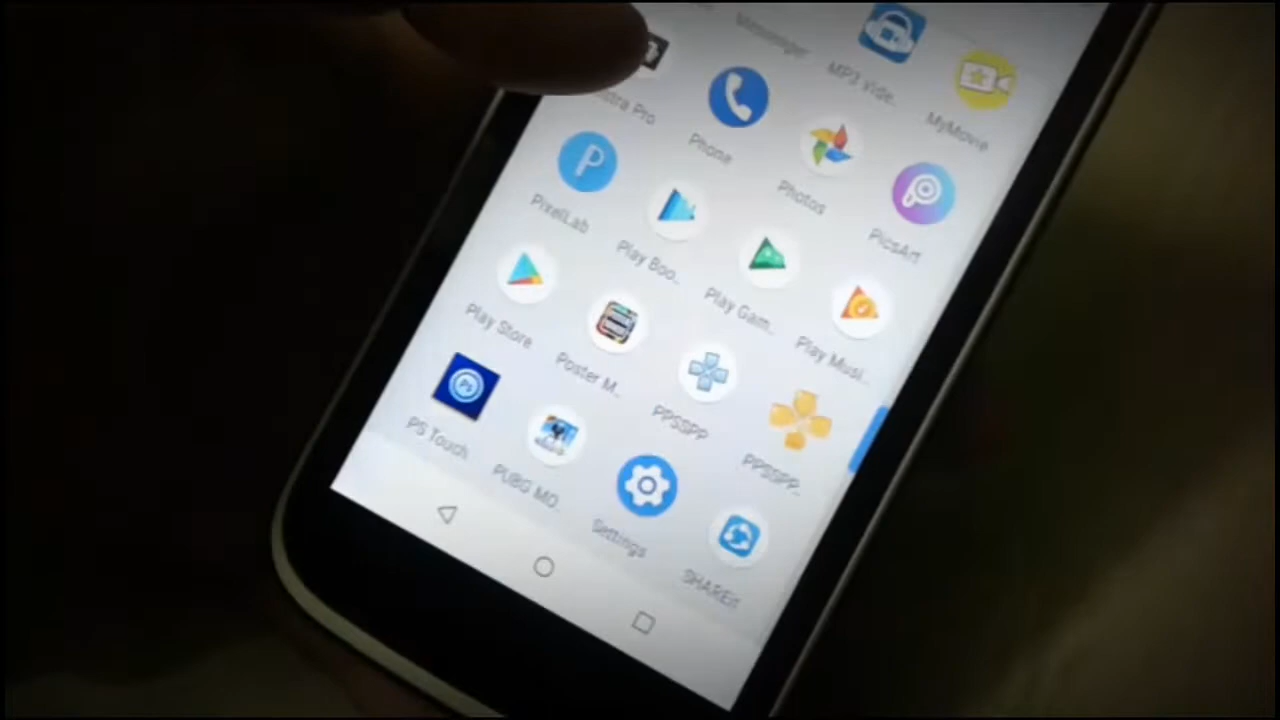 Messenger
MP3 Vide..
MyMovie
Phone
Photos
PicsArt
PixelLab
Play Boo..
Play Gam..
Play Musi..
Play Store
Poster M..
PPSSPP
PPSSPP..
PS Touch
PUBG MO..
Settings
SHAREit